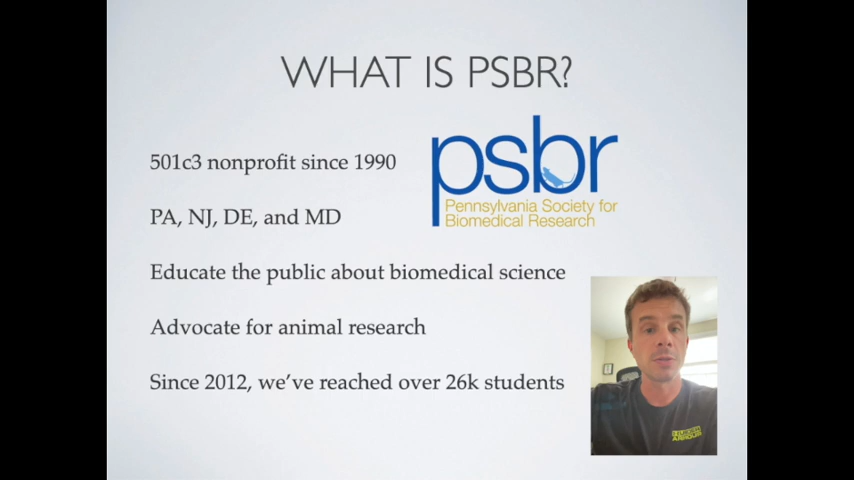 WHAT IS PSBR?
501c3 nonprofit since 1990
psbr
Pennsylvania Society for
Biomedical Research
PA, NJ, DE, and MD
Educate the public about biomedical science
Advocate for animal research
Since 2012, we've reached over 26k students